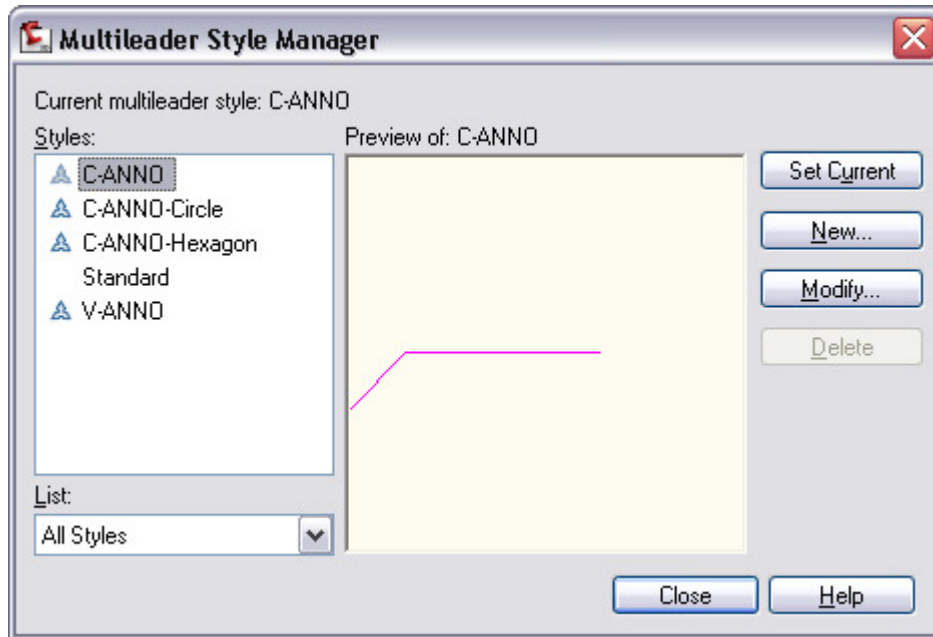 Multileader Style Manager
Current multileader style: C-ANNO
Styles:
Preview of: C-ANNO
C-ANNO
C-ANNO-Circle
C-ANNO-Hexagon
Standard
V-ANNO
Set Current
New...
Modify...
Delete
List:
All Styles
Close
Help